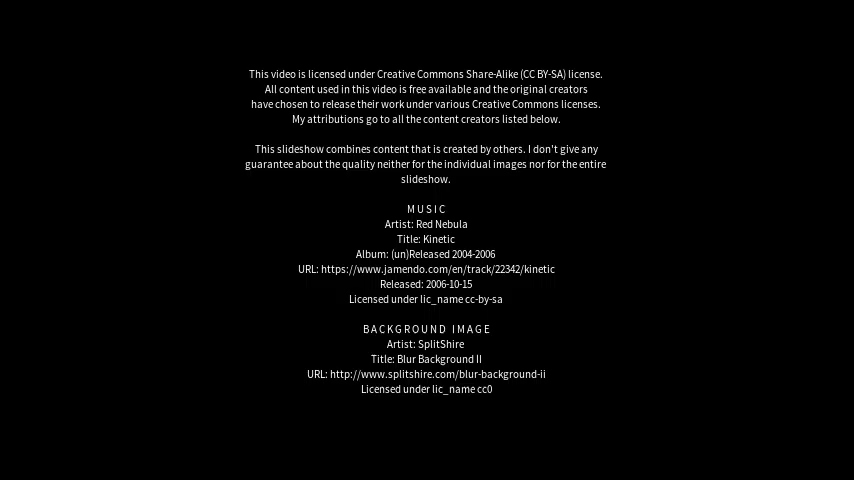 This video is licensed under Creative Commons Share-Alike (CC BY-SA) license.
All content used in this video is free available and the original creators
have chosen to release their work under various Creative Commons licenses.
My attributions go to all the content creators listed below.
This slideshow combines content that is created by others. I don't give any
guarantee about the quality neither for the individual images nor for the entire
slideshow.
MUSIC
Artist: Red Nebula
Title: Kinetic
Album: (un)Released 2004-2006
URL: https://www.jamendo.com/en/track/22342/kinetic
Released: 2006-10-15
Licensed under lic_name cc-by-sa
BACKGROUND IMAGE
Artist: SplitShire
Title: Blur Background II
URL: http://www.splitshire.com/blur-background-ii
Licensed under lic_name cc0